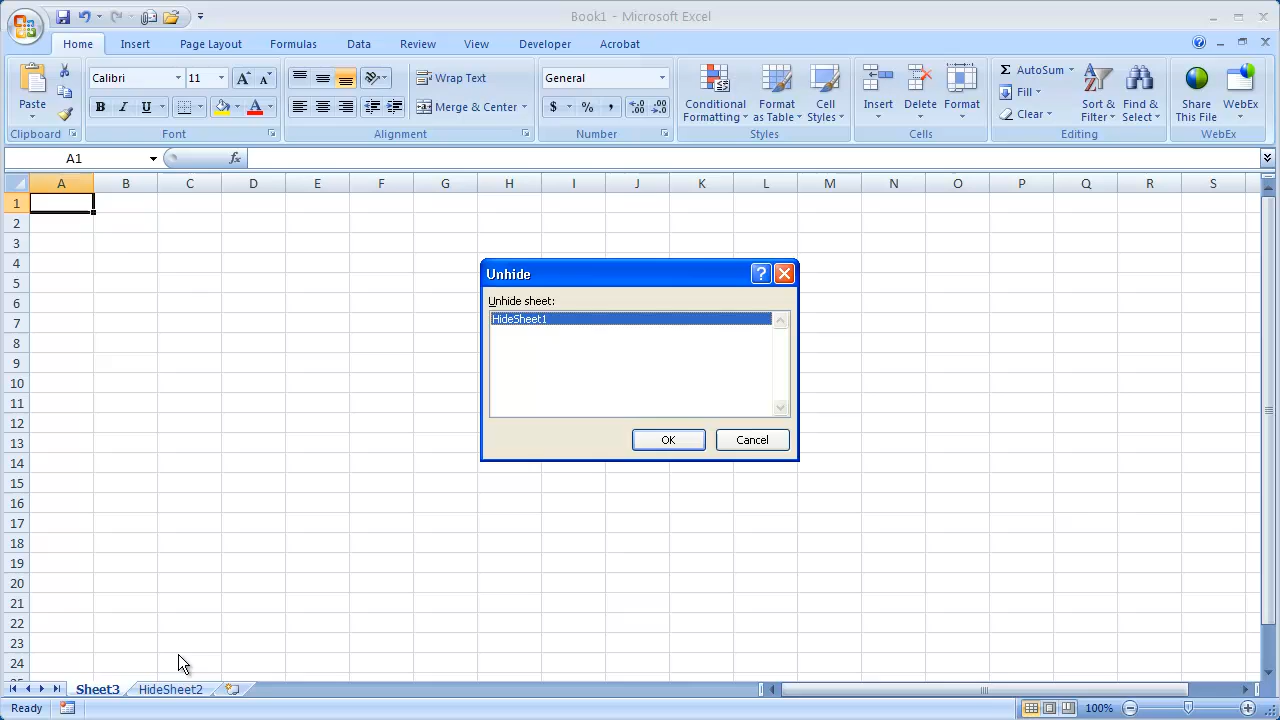 Book1 - Microsoft Excel
Home Insert Page Layout Formulas Data Review View Developer Acrobat
Paste
Clipboard
Calibri 11
B I U A
Font
Wrap Text
Merge & Center
Alignment
General
$ % ,
Number
Conditional Formatting
Format as Table
Cell Styles
Styles
Insert Delete Format
Cells
Σ AutoSum
Fill
Clear
Sort & Filter
Find & Select
Editing
Share This File
WebEx
WebEx
A1 fx
A B C D E F G H I J K L M N O P Q R S
1
2
3
4
5
6
7
8
9
10
11
12
13
14
15
16
17
18
19
20
21
22
23
24
Unhide
Unhide sheet:
HideSheet1
OK Cancel
Sheet3 HideSheet2
Ready 100%